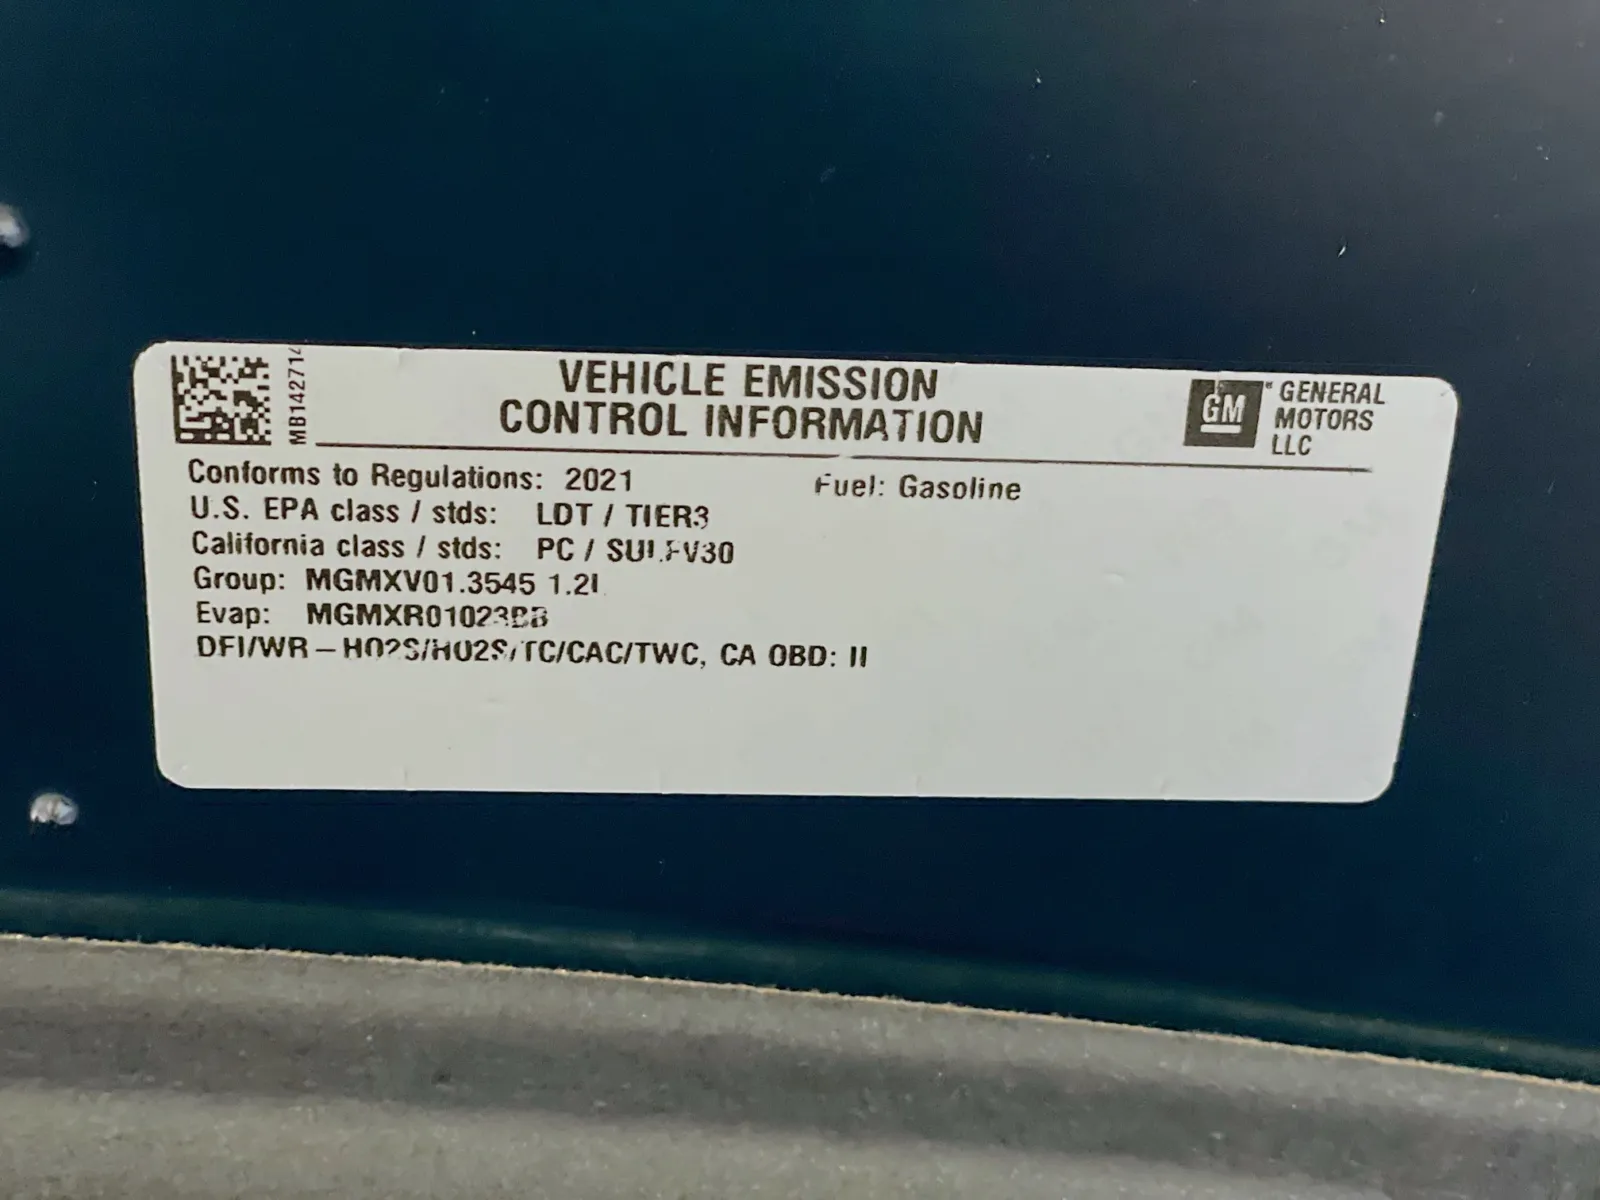 MB142714
VEHICLE EMISSION
CONTROL INFORMATION
GM
GENERAL
MOTORS
LLC
Conforms to Regulations: 2021
Fuel: Gasoline
U.S. EPA class / stds: LDT / TIER3
California class / stds: PC / SULEV30
Group: MGMXV01.3545 1.2L
Evap:
DFI/WR–HO2S/HO2S/TC/CAC/TWC, CA OBD: II